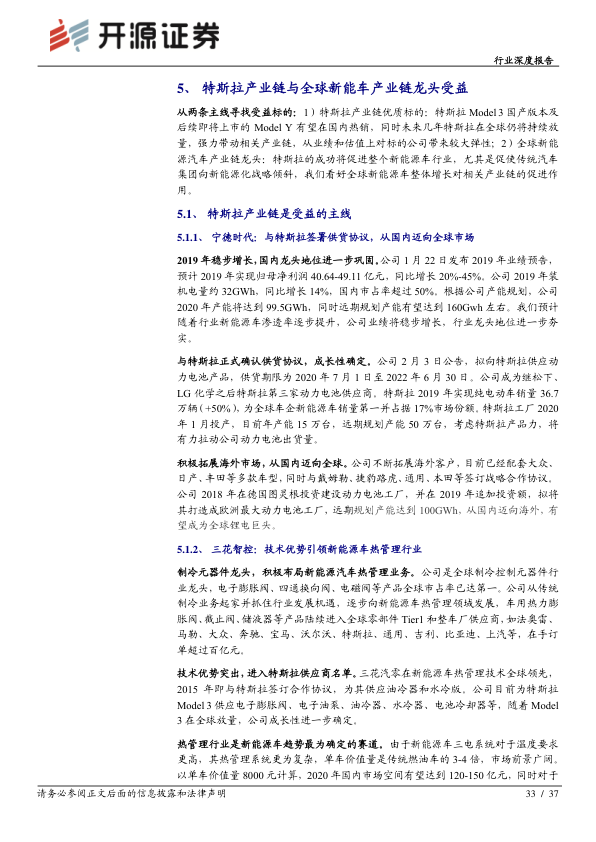 开源证券
行业深度报告
5、 特斯拉产业链与全球新能车产业链龙头受益
从两条主线寻找受益标的：1）特斯拉产业链优质标的：特斯拉 Model 3 国产版本及
后续即将上市的 Model Y 有望在国内热销，同时未来几年特斯拉在全球仍将持续放
量，强力带动相关产业链，从业绩和估值上对标的公司带来较大弹性；2）全球新能
源汽车产业链龙头：特斯拉的成功将促进整个新能源车行业，尤其是促使传统汽车
集团向新能源化战略倾斜，我们看好全球新能源车整体增长对相关产业链的促进作
用。
5.1、 特斯拉产业链是受益的主线
5.1.1、 宁德时代：与特斯拉签署供货协议，从国内迈向全球市场
2019 年稳步增长，国内龙头地位进一步巩固。公司 1 月 22 日发布 2019 年业绩预告，
预计 2019 年实现归母净利润 40.64-49.11 亿元，同比增长 20%-45%。公司 2019 年装
机电量约 32GWh，同比增长 14%，国内市占率超过 50%。根据公司产能规划，公司
2020 年产能将达到 99.5GWh，同时远期规划产能有望达到 160Gwh 左右。我们预计
随着行业新能源车渗透率逐步提升，公司业绩将稳步增长，行业龙头地位进一步夯
实。
与特斯拉正式确认供货协议，成长性确定。公司 2 月 3 日公告，拟向特斯拉供应动
力电池产品，供货期限为 2020 年 7 月 1 日至 2022 年 6 月 30 日。公司成为继松下、
LG 化学之后特斯拉第三家动力电池供应商。特斯拉 2019 年实现纯电动车销量 36.7
万辆（+50%），为全球车企新能源车销量第一并占据 17%市场份额。特斯拉工厂 2020
年 1 月投产，目前年产能 15 万台，远期规划产能 50 万台，考虑特斯拉产品力，将
有力拉动公司动力电池出货量。
积极拓展海外市场，从国内迈向全球。公司不断拓展海外客户，目前已经配套大众、
日产、丰田等多款车型，同时与戴姆勒、捷豹路虎、通用、本田等签订战略合作协议。
公司 2018 年在德国图灵根投资建设动力电池工厂，并在 2019 年追加投资额，拟将
其打造成欧洲最大动力电池工厂，远期规划产能达到 100GWh，从国内迈向海外，有
望成为全球锂电巨头。
5.1.2、 三花智控：技术优势引领新能源车热管理行业
制冷元器件龙头，积极布局新能源汽车热管理业务。公司是全球制冷控制元器件行
业龙头，电子膨胀阀、四通换向阀、电磁阀等产品全球市占率已达第一。公司从传统
制冷业务起家并抓住行业发展机遇，逐步向新能源车热管理领域发展，车用热力膨
胀阀、截止阀、储液器等产品陆续进入全球零部件 Tier1 和整车厂供应商，如法奥雷、
马勒、大众、奔驰、宝马、沃尔沃、特斯拉、通用、吉利、比亚迪、上汽等，在手订
单超过百亿元。
技术优势突出，进入特斯拉供应商名单。三花汽零在新能源车热管理技术全球领先，
2015 年即与特斯拉签订合作协议，为其供应油冷器和水冷版。公司目前为特斯拉
Model 3 供应电子膨胀阀、电子油泵、油冷器、水冷器、电池冷却器等，随着 Model
3 在全球放量，公司成长性进一步确定。
热管理行业是新能源车趋势最为确定的赛道。由于新能源车三电系统对于温度要求
更高，其热管理系统更为复杂，单车价值量是传统燃油车的 3-4 倍，市场前景广阔。
以单车价值量 8000 元计算，2020 年国内市场空间有望达到 120-150 亿元，同时对于
请务必参阅正文后面的信息披露和法律声明
33 / 37